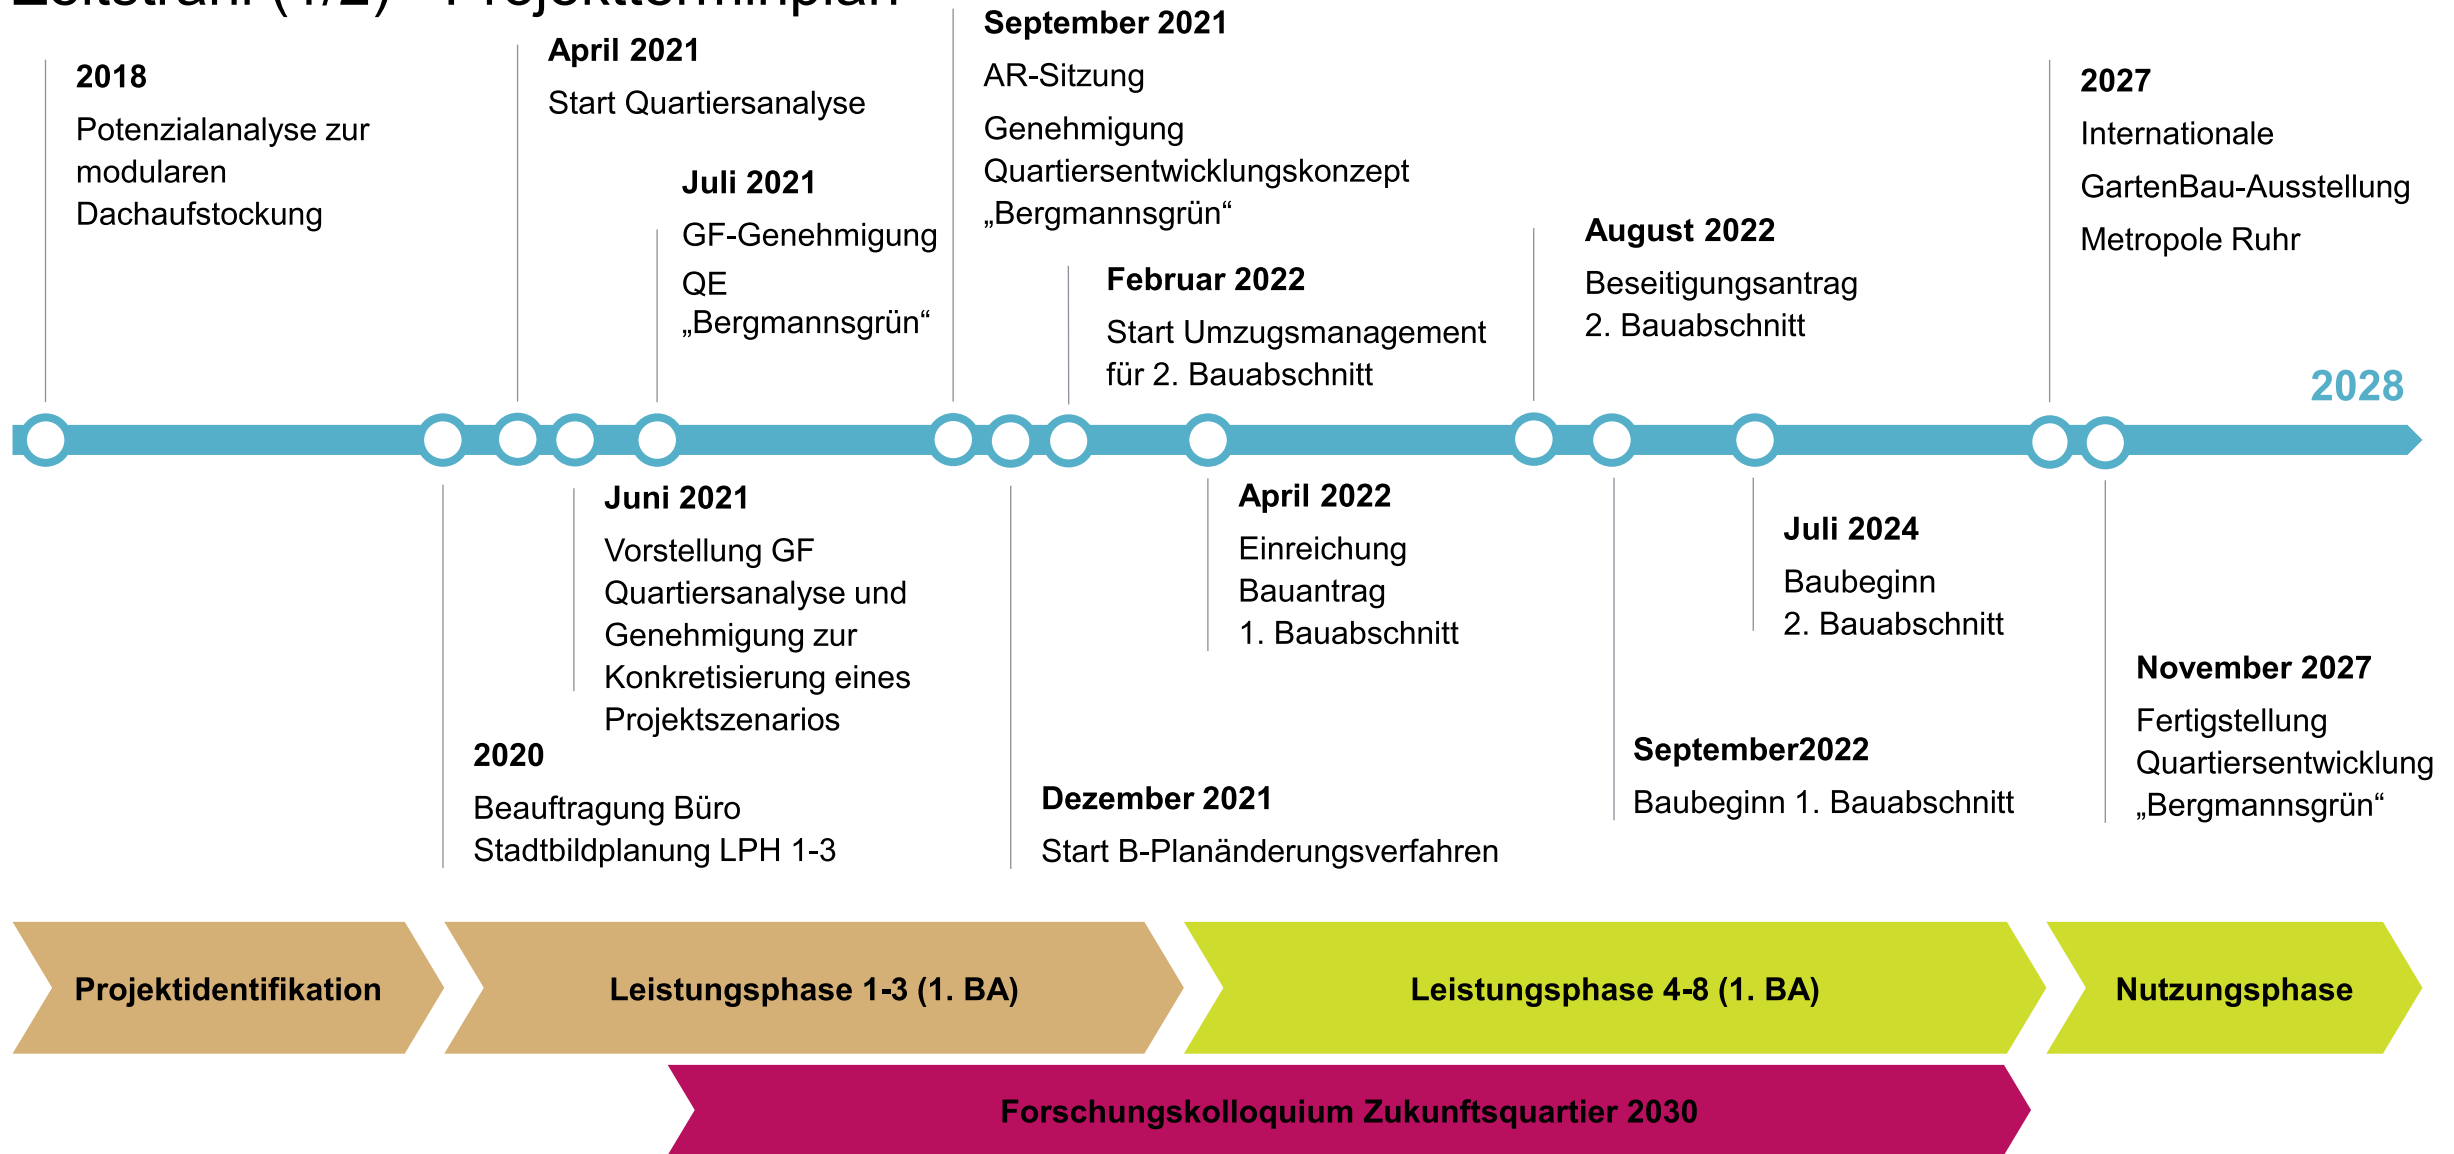 2018
Potenzialanalyse zur
modularen
Dachaufstockung
April 2021
Start Quartiersanalyse
Juli 2021
GF-Genehmigung
QE
„Bergmannsgrün“
September 2021
AR-Sitzung
Genehmigung
Quartiersentwicklungskonzept
„Bergmannsgrün“
Februar 2022
Start Umzugsmanagement
für 2. Bauabschnitt
August 2022
Beseitigungsantrag
2. Bauabschnitt
2027
Internationale
GartenBau-Ausstellung
Metropole Ruhr
2028
2020
Beauftragung Büro
Stadtbildplanung LPH 1-3
Juni 2021
Vorstellung GF
Quartiersanalyse und
Genehmigung zur
Konkretisierung eines
Projektszenarios
Dezember 2021
Start B-Planänderungsverfahren
April 2022
Einreichung
Bauantrag
1. Bauabschnitt
September2022
Baubeginn 1. Bauabschnitt
Juli 2024
Baubeginn
2. Bauabschnitt
November 2027
Fertigstellung
Quartiersentwicklung
„Bergmannsgrün“
Projektidentifikation
Leistungsphase 1-3 (1. BA)
Leistungsphase 4-8 (1. BA)
Nutzungsphase
Forschungskolloquium Zukunftsquartier 2030